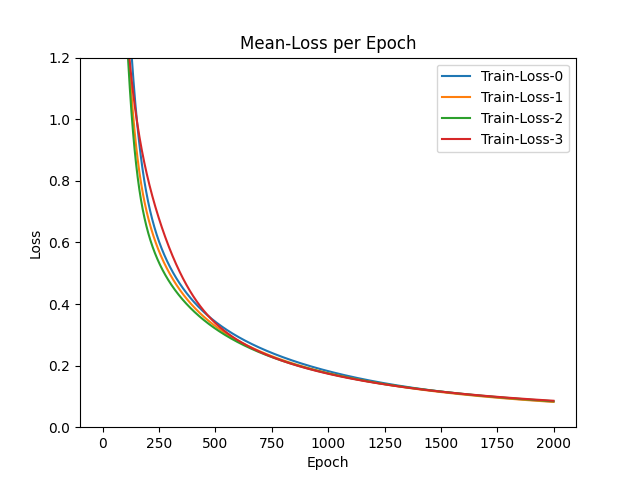 Mean-Loss per Epoch
Train-Loss-0
Train-Loss-1
Train-Loss-2
Train-Loss-3
1.2
1.0
0.8
0.6
0.4
0.2
0.0
Loss
0 250 500 750 1000 1250 1500 1750 2000
Epoch